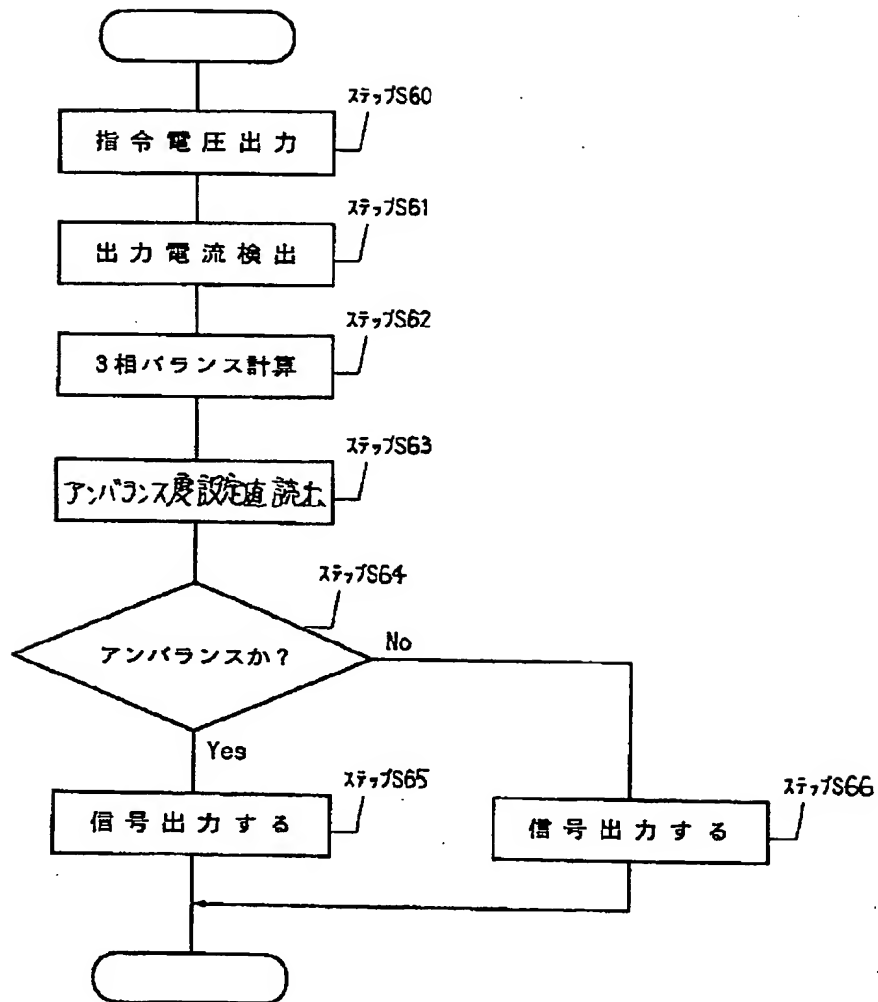 ステップS60
指令電圧出力
ステップS61
出力電流検出
ステップS62
3相バランス計算
ステップS63
アンバランス度設定直読む
ステップS64
アンバランスか？
No
Yes
ステップS65
信号出力する
ステップS66
信号出力する